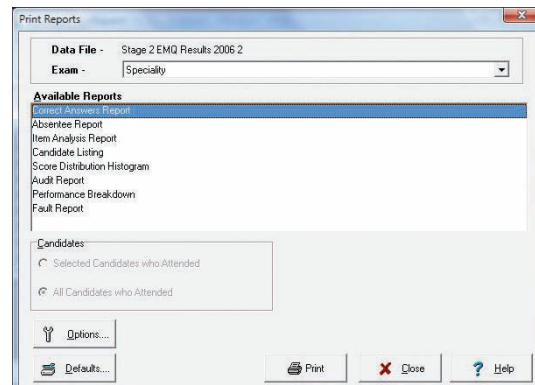 Print Reports
Data File - Stage 2 EMQ Results 2006 2
Exam - Speciality
Available Reports
Correct Answers Report
Absentee Report
Item Analysis Report
Candidate Listing
Score Distribution Histogram
Audit Report
Performance Breakdown
Fault Report
Candidates
Selected Candidates who Attended
All Candidates who Attended
Options....
Defaults.... Print Close Help